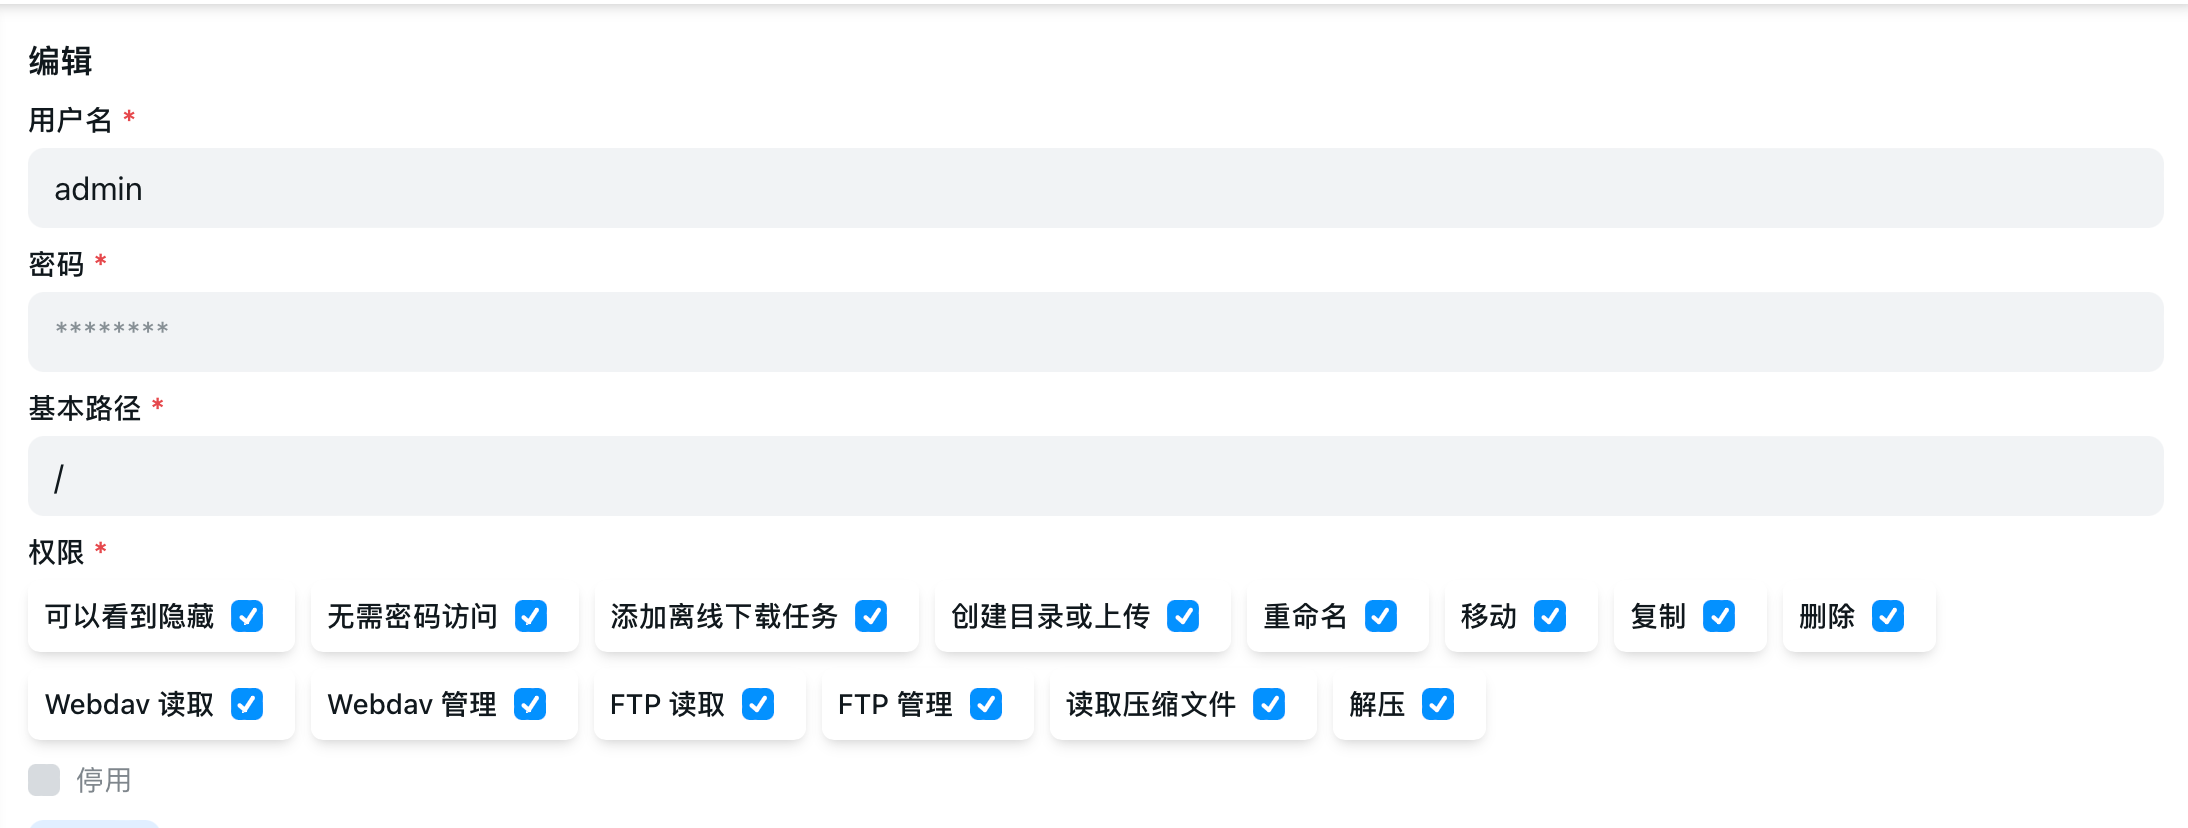 编辑
用户名 *
admin
密码 *
********
基本路径 *
/
权限 *
可以看到隐藏 无需密码访问 添加离线下载任务 创建目录或上传 重命名 移动 复制 删除
Webdav 读取 Webdav 管理 FTP 读取 FTP 管理 读取压缩文件 解压
停用